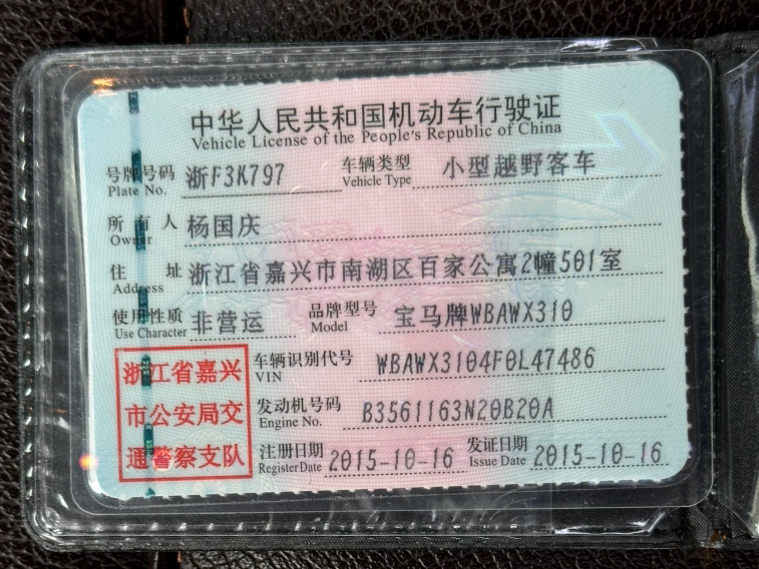 中华人民共和国机动车行驶证
Vehicle License of the People's Republic of China
号牌号码 浙F3K797 车辆类型 小型越野客车
Plate No. Vehicle Type
所有人 杨国庆
Owner
住址 浙江省嘉兴市南湖区百家公寓2幢501室
Address
使用性质 非营运 品牌型号 宝马牌WBAWX310
Use Character Model
浙江省嘉兴
市公安局交
通警察支队
车辆识别代号 WBAWX3104F0L47486
VIN
发动机号码 B3561163N20B20A
Engine No.
注册日期 2015-10-16 发证日期 2015-10-16
Register Date Issue Date